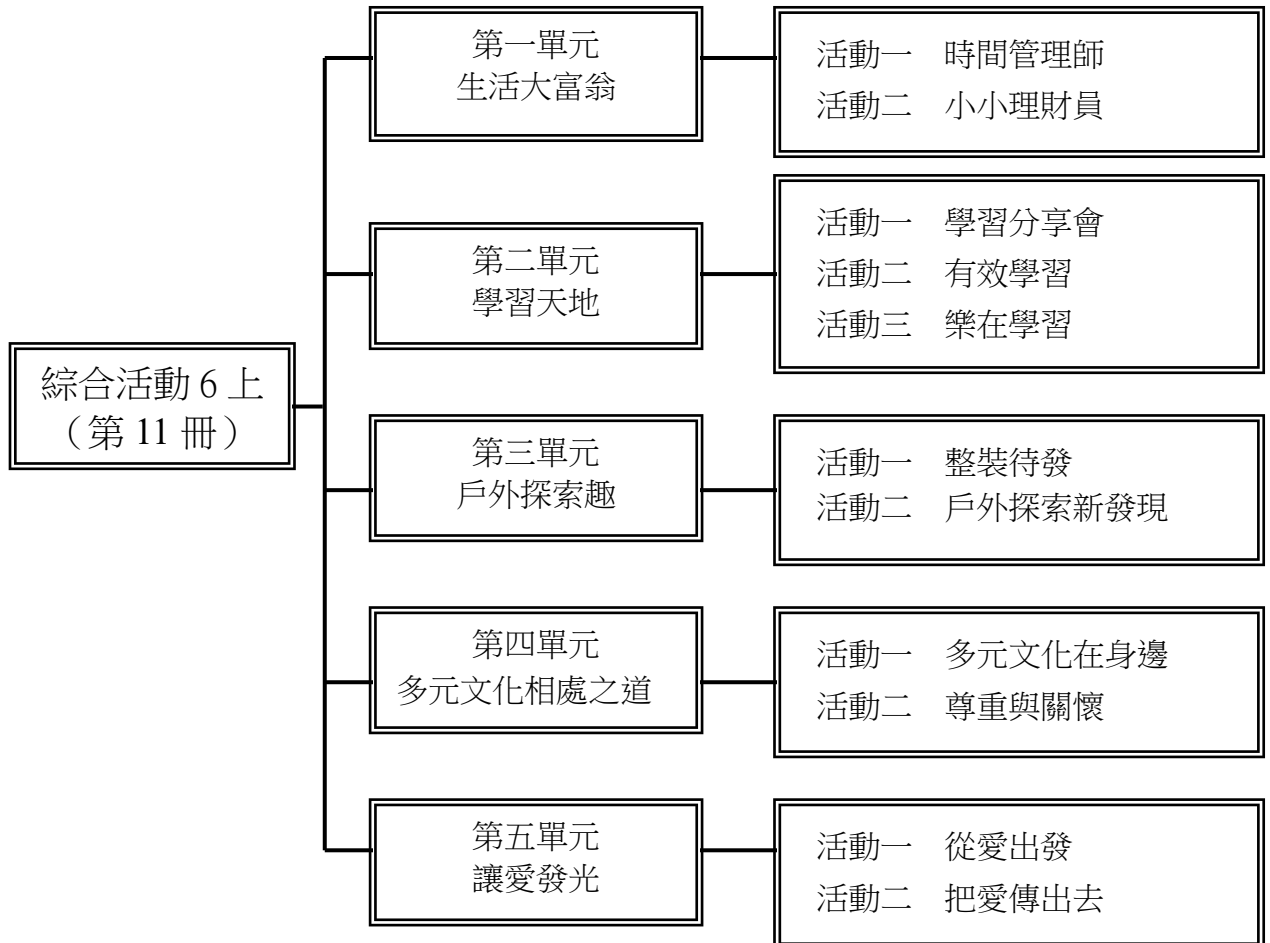 綜合活動 6 上
（第 11 冊）
第一單元
生活大富翁
活動一　時間管理師
活動二　小小理財員
第二單元
學習天地
活動一　學習分享會
活動二　有效學習
活動三　樂在學習
第三單元
戶外探索趣
活動一　整裝待發
活動二　戶外探索新發現
第四單元
多元文化相處之道
活動一　多元文化在身邊
活動二　尊重與關懷
第五單元
讓愛發光
活動一　從愛出發
活動二　把愛傳出去